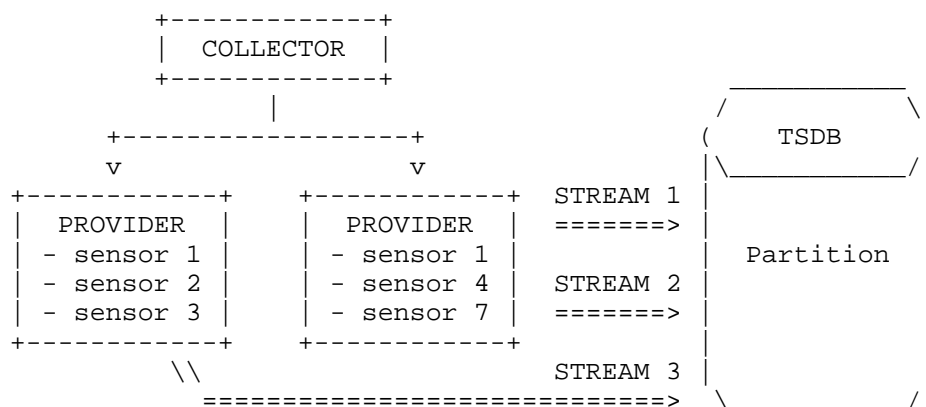 COLLECTOR
TSDB
PROVIDER
- sensor 1
- sensor 2
- sensor 3
PROVIDER
- sensor 1
- sensor 4
- sensor 7
STREAM 1
STREAM 2
STREAM 3
Partition